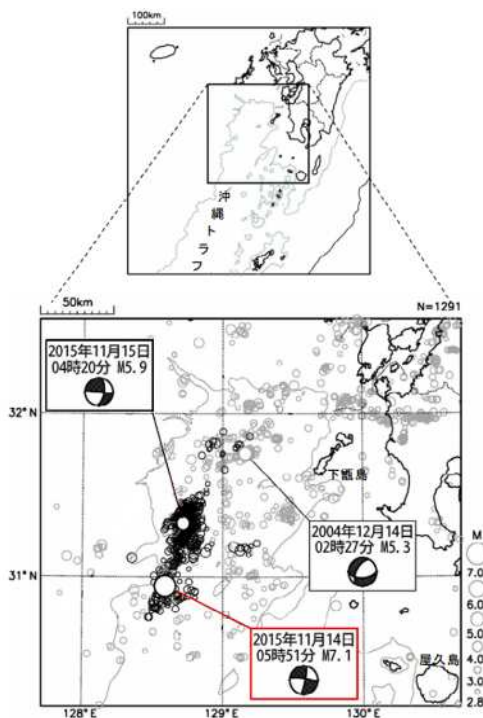 100km
沖縄トラフ
50km
N=1291
2015年11月15日
04時20分 M5.9
32°N
下甑島
2004年12月14日
02時27分 M5.3
31°N
2015年11月14日
05時51分 M7.1
屋久島
M
7.0
6.0
5.0
4.0
3.0
2.8
128°E
129°E
130°E